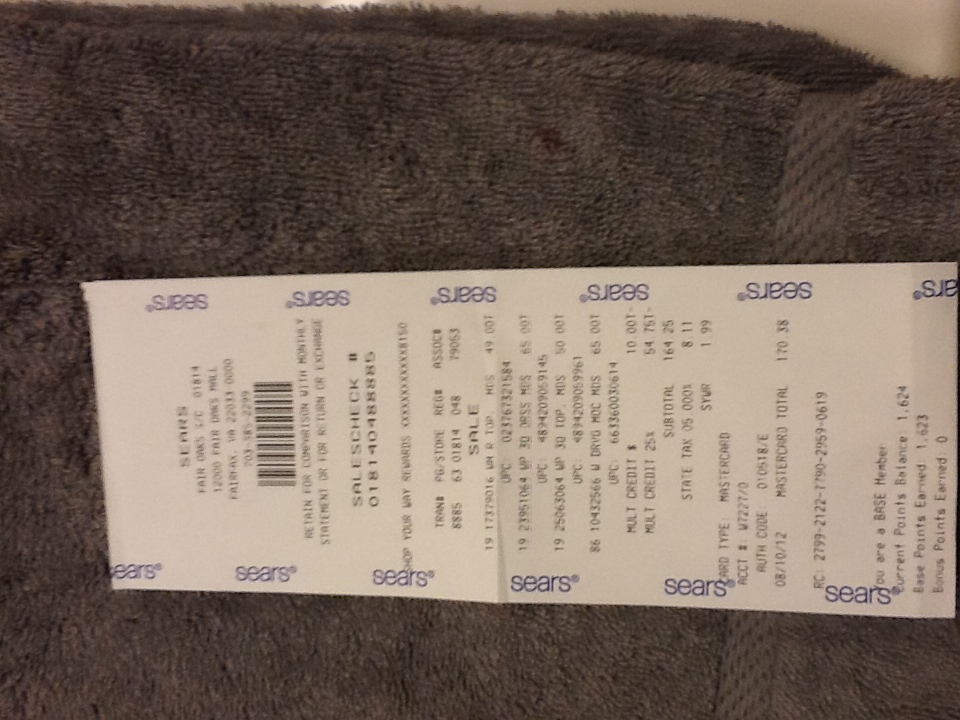 SEARS
FAIR OAKS S/C 01814
12000 FAIR OAKS MALL
FAIRFAX, VA 22033-0000
703-385-2299
RETAIN FOR COMPARISON WITH MONTHLY
STATEMENT OR FOR RETURN OR EXCHANGE
SALESCHECK #
018140488885
SHOP YOUR WAY REWARDS XXXXXXXXXXXX8150
TRAN# PG/STORE REG# ASSOC#
8885 63 01814 048 79053
SALE
19 17379016 WM R TOP, MDS 49.00T
UPC: 023767321584
19 23951064 WP 3Q DRSS MDS 65.00T
UPC: 4894209059145
19 25063064 WP 3Q TOP, MDS 50.00T
UPC: 4894209059961
86 10432566 W DRVG MOC MDS 65.00T
UPC: 663360030614
MULT CREDIT $ 10.00T-
MULT CREDIT 25% 54.75T-
SUBTOTAL 164.25
STATE TAX 05.000% 8.11
SYWR 1.99
CARD TYPE: MASTERCARD
ACCT #: W7227/0
AUTH CODE: 010518/E
08/10/12 MASTERCARD TOTAL 170.38
RC: 2799-2122-7790-2959-0619
You are a BASE Member
Current Points Balance: 1,624
Base Points Earned: 1,623
Bonus Points Earned: 0
ears®
sears®
sears®
sears®
sears®
sears®
sears®
sears®
sears®
sears®
sears®
ars®